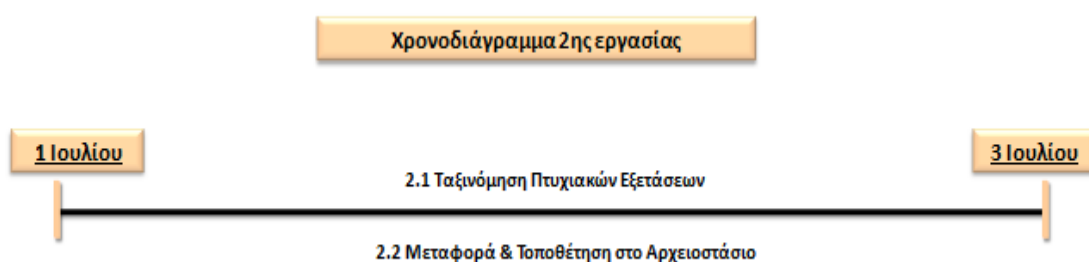 Χρονοδιάγραμμα 2ης εργασίας
1 Ιουλίου
3 Ιουλίου
2.1 Ταξινόμηση Πτυχιακών Εξετάσεων
2.2 Μεταφορά & Τοποθέτηση στο Αρχειοστάσιο